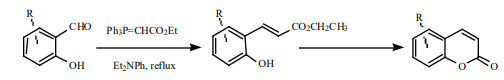 R
CHO
OH
Ph3P=CHCO2Et
Et2NPh, reflux
R
CO2CH2CH3
OH
R
O
O